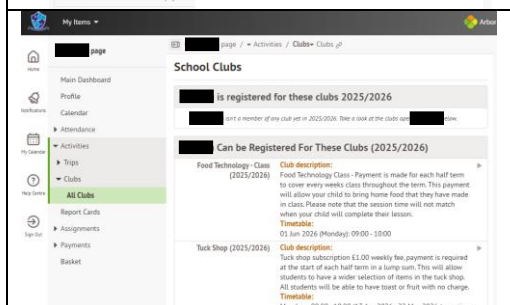 My Items
Arbor
page
page / Activities / Clubs Clubs
School Clubs
Home
Main Dashboard
Profile
Notifications
Calendar
Attendance
My Calendar
Activities
Trips
Help Centre
Clubs
All Clubs
Sign Out
Report Cards
Assignments
Payments
Basket
is registered for these clubs 2025/2026
isn't a member of any club yet in 2025/2026. Take a look at the clubs open below.
Can be Registered For These Clubs (2025/2026)
Food Technology - Class
(2025/2026)
Club description:
Food Technology Class - Payment is made for each half term
to cover every weeks class throughout the term. This payment
will allow your child to bring home food that they have made
in class. Please note that the session time will not match
when your child will complete their lesson.
Timetable:
01 Jun 2026 (Monday): 09:00 - 10:00
Tuck Shop (2025/2026)
Club description:
Tuck shop subscription £1.00 weekly fee, payment is required
at the start of each half term in a lump sum. This will allow
students to have a wider selection of items in the tuck shop.
All students will be able to have toast or fruit with no charge.
Timetable: